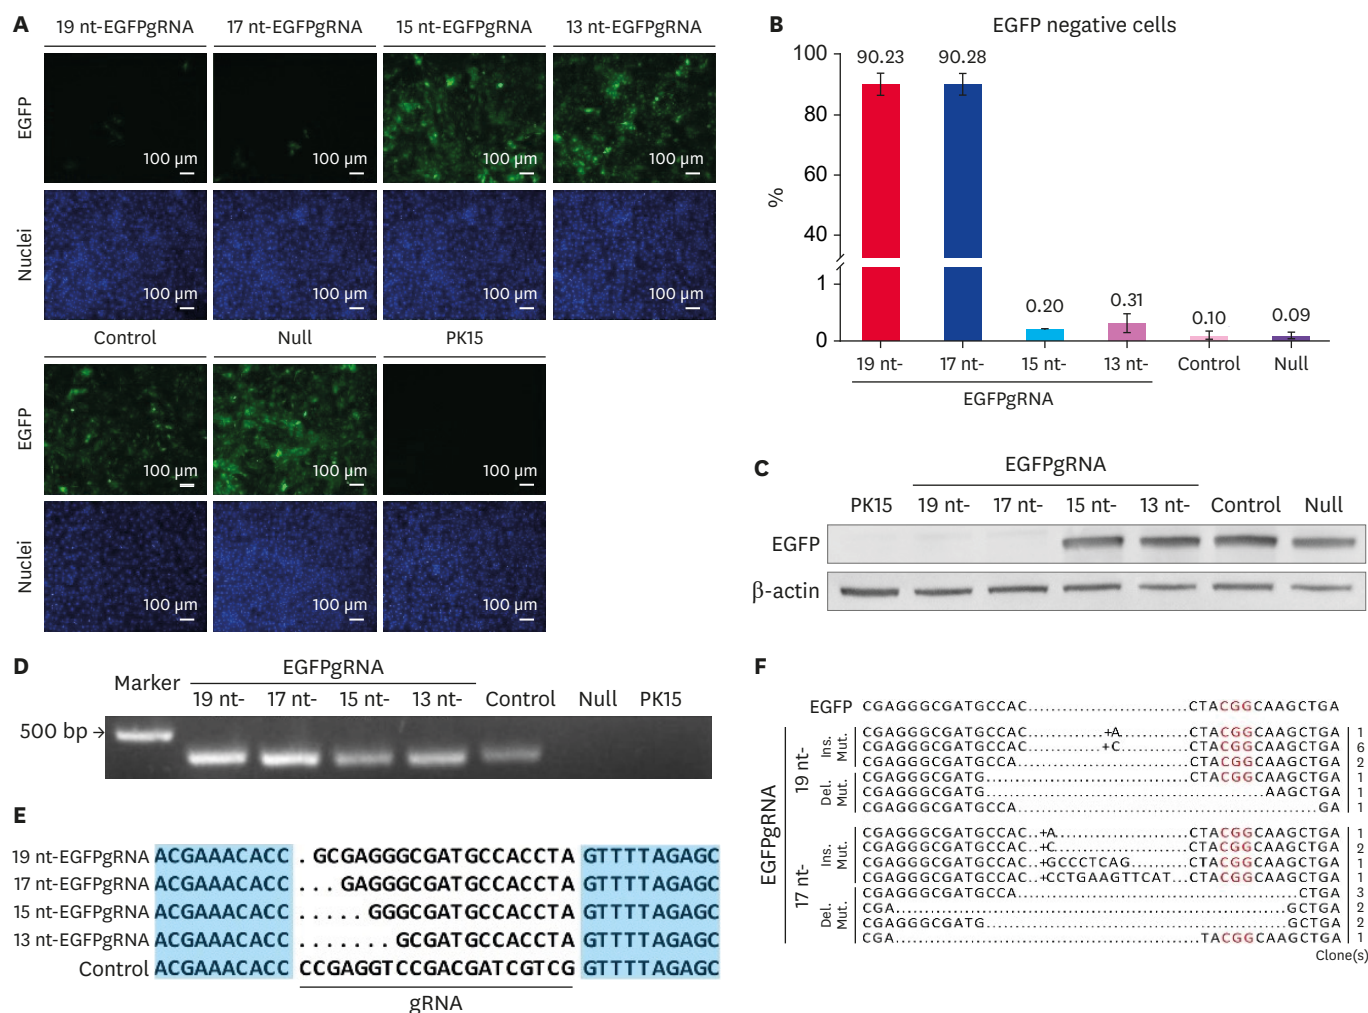 A
19 nt-EGFPgRNA 17 nt-EGFPgRNA 15 nt-EGFPgRNA 13 nt-EGFPgRNA
EGFP
100 µm 100 µm 100 µm 100 µm
Nuclei
100 µm 100 µm 100 µm 100 µm
Control Null PK15
EGFP
100 µm 100 µm 100 µm
Nuclei
100 µm 100 µm 100 µm
B
EGFP negative cells
%
100
80
60
40
1
0
90.23 90.28 0.20 0.31 0.10 0.09
19 nt- 17 nt- 15 nt- 13 nt- Control Null
EGFPgRNA
C
EGFPgRNA
PK15 19 nt- 17 nt- 15 nt- 13 nt- Control Null
EGFP
β-actin
D
EGFPgRNA
Marker 19 nt- 17 nt- 15 nt- 13 nt- Control Null PK15
500 bp→
E
19 nt-EGFPgRNA ACGAAACACC . GCGAGGGCGATGCCACCTA GTTTTAGAGC
17 nt-EGFPgRNA ACGAAACACC . . . GAGGGCGATGCCACCTA GTTTTAGAGC
15 nt-EGFPgRNA ACGAAACACC . . . . . GGGCGATGCCACCTA GTTTTAGAGC
13 nt-EGFPgRNA ACGAAACACC . . . . . . . GCGATGCCACCTA GTTTTAGAGC
Control ACGAAACACC CCGAGGTCCGACGATCGTCG GTTTTAGAGC
gRNA
F
EGFP CGAGGGCGATGCCAC..............................CTACGGCAAGCTGA
EGFPgRNA
19 nt-
Ins. Mut.
CGAGGGCGATGCCAC...............+A.............CTACGGCAAGCTGA 1
CGAGGGCGATGCCAC...............+C.............CTACGGCAAGCTGA 6
CGAGGGCGATGCCA................................CTACGGCAAGCTGA 2
Del. Mut.
CGAGGGCGATG.....................................CTACGGCAAGCTGA 1
CGAGGGCGATG...................................................AAGCTGA 1
CGAGGGCGATGCCA.......................................................GA 1
17 nt-
Ins. Mut.
CGAGGGCGATGCCAC...+A.........................CTACGGCAAGCTGA 1
CGAGGGCGATGCCAC...+C.........................CTACGGCAAGCTGA 2
CGAGGGCGATGCCAC...+GCCCTCAG...........CTACGGCAAGCTGA 1
CGAGGGCGATGCCAC...+CCTGAAGTTCAT...CTACGGCAAGCTGA 1
Del. Mut.
CGAGGGCGATGCCA...................................................CTGA 3
CGA.......................................................................GCTGA 2
CGAGGGCGATG.......................................................GCTGA 2
CGA.......................................................TACGGCAAGCTGA 1
Clone(s)